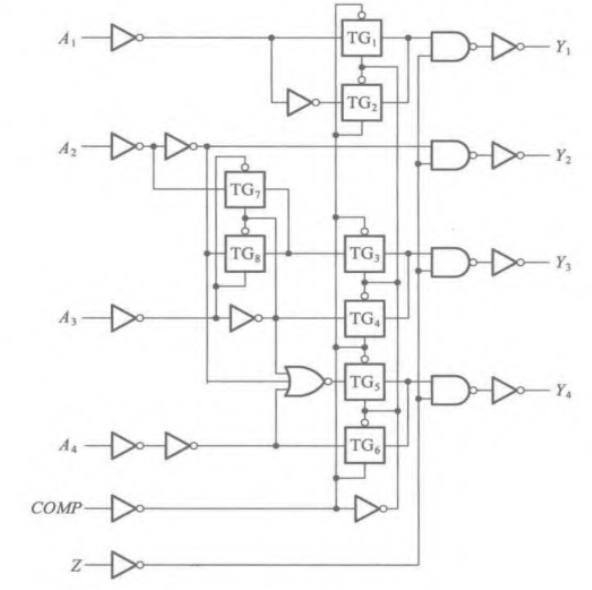 A₁
TG₁
Y₁
TG₂
A₂
Y₂
TG₇
TG₈
TG₃
Y₃
A₃
TG₄
TG₅
Y₄
A₄
TG₆
COMP
Z